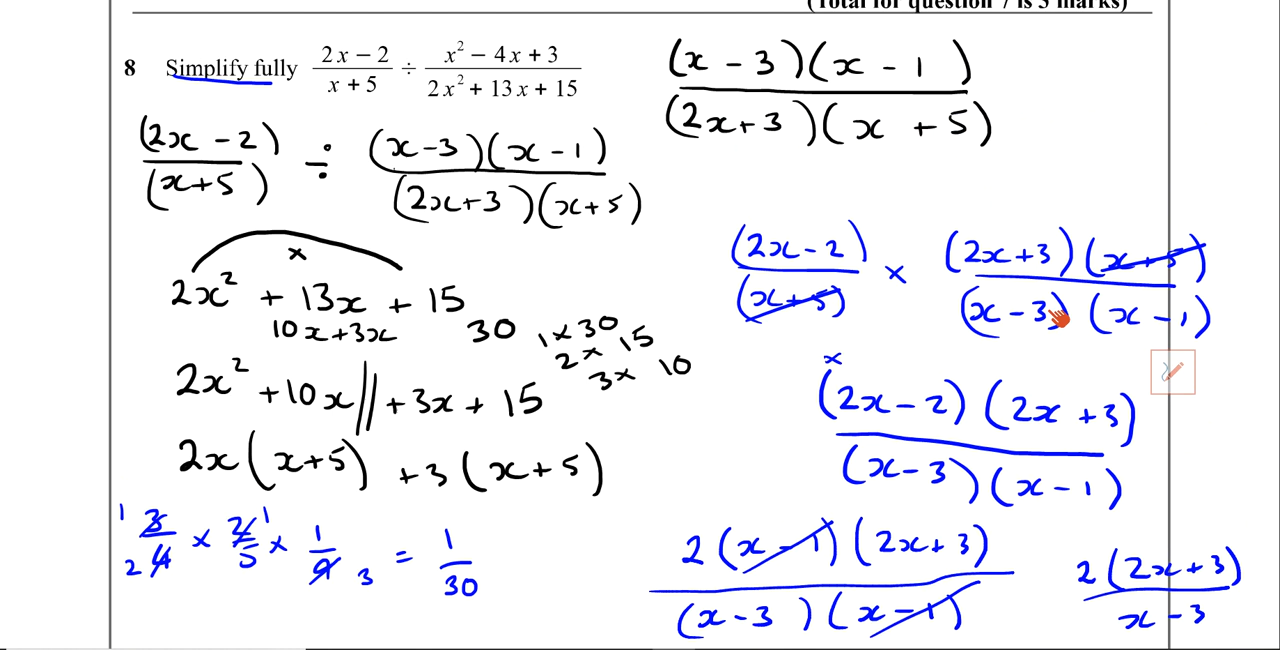 (Total for question 7 is 3 marks)
8 Simplify fully (2x − 2)/(x + 5) ÷ (x² − 4x + 3)/(2x² + 13x + 15)
(x − 3)(x − 1)/(2x+3)(x + 5)
(2x − 2)/(x+5) ÷ (x−3)(x − 1)/(2x+3)(x+5)
×
2x² + 13x + 15
10x+3x
30
1×30
2×15
3×10
2x² +10x || +3x + 15
2x(x+5) +3(x+5)
(2x−2)/(x+5) × (2x+3)(x+5)/(x−3)(x−1)
×
(2x−2)(2x+3)/(x−3)(x−1)
2(x−1)(2x+3)/(x−3)(x−1)
2(2x+3)/x−3
1 3/4 2 × 2/5 1 × 1/9 3 = 1/30